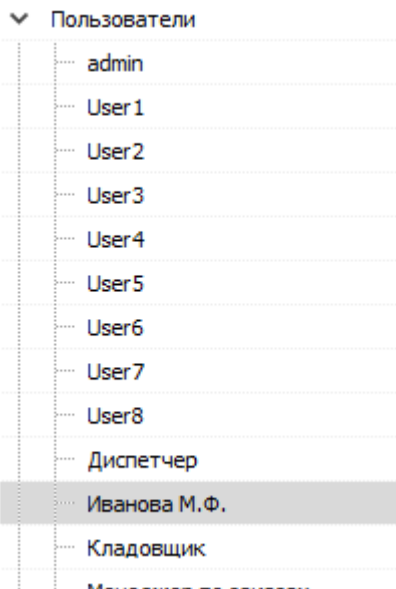 Пользователи
admin
User1
User2
User3
User4
User5
User6
User7
User8
Диспетчер
Иванова М.Ф.
Кладовщик